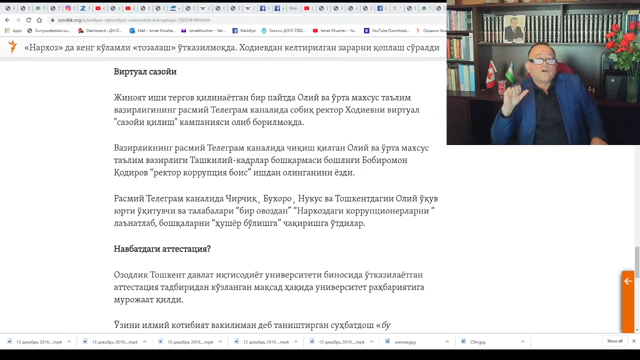 «Нархоз» да кенг кўламли «тозалаш» ўтказилмоқда. Ходиевдан келтирилган зарарни қоплаш сўралди
Виртуал сазойи
Жиноят иши тергов қилинаётган бир пайтда Олий ва ўрта махсус таълим
вазирлигининг расмий Телеграм каналида собиқ ректор Ходиевни виртуал
"сазойи қилиш" кампанияси олиб борилмоқда.
Вазирликнинг расмий Телеграм каналида чиқиш қилган Олий ва ўрта махсус
таълим вазирлиги Ташкилий-кадрлар бошқармаси бошлиғи Бобиромон
Қодиров "ректор коррупция боис" ишдан олинганини ёзди.
Расмий Телеграм каналида Чирчиқ, Бухоро, Нукус ва Тошкентдагии Олий ўқув
юрти ўқитувчи ва талабалари "бир овоздан" "Нархоздаги коррупционерларни "
лаънатлаб, бошқаларни "ҳушёр бўлишга" чақиришга ўтдилар.
Навбатдаги аттестация?
Озодлик Тошкент давлат иқтисодиёт университети биносида ўтказилаётган
аттестация тадбиридан кўзланган мақсад ҳақида университет раҳбариятига
мурожаат қилди.
Ўзини илмий котибият вакилиман деб таништирган суҳбатдош «бу
Show all